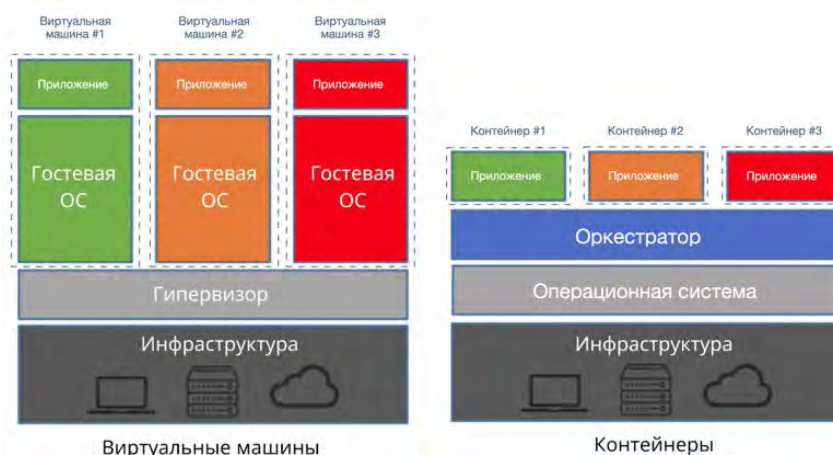 Виртуальная
машина #1
Виртуальная
машина #2
Виртуальная
машина #3
Приложение
Приложение
Приложение
Гостевая
ОС
Гостевая
ОС
Гостевая
ОС
Гипервизор
Инфраструктура
Виртуальные машины
Контейнер #1
Контейнер #2
Контейнер #3
Приложение
Приложение
Приложение
Оркестратор
Операционная система
Инфраструктура
Контейнеры